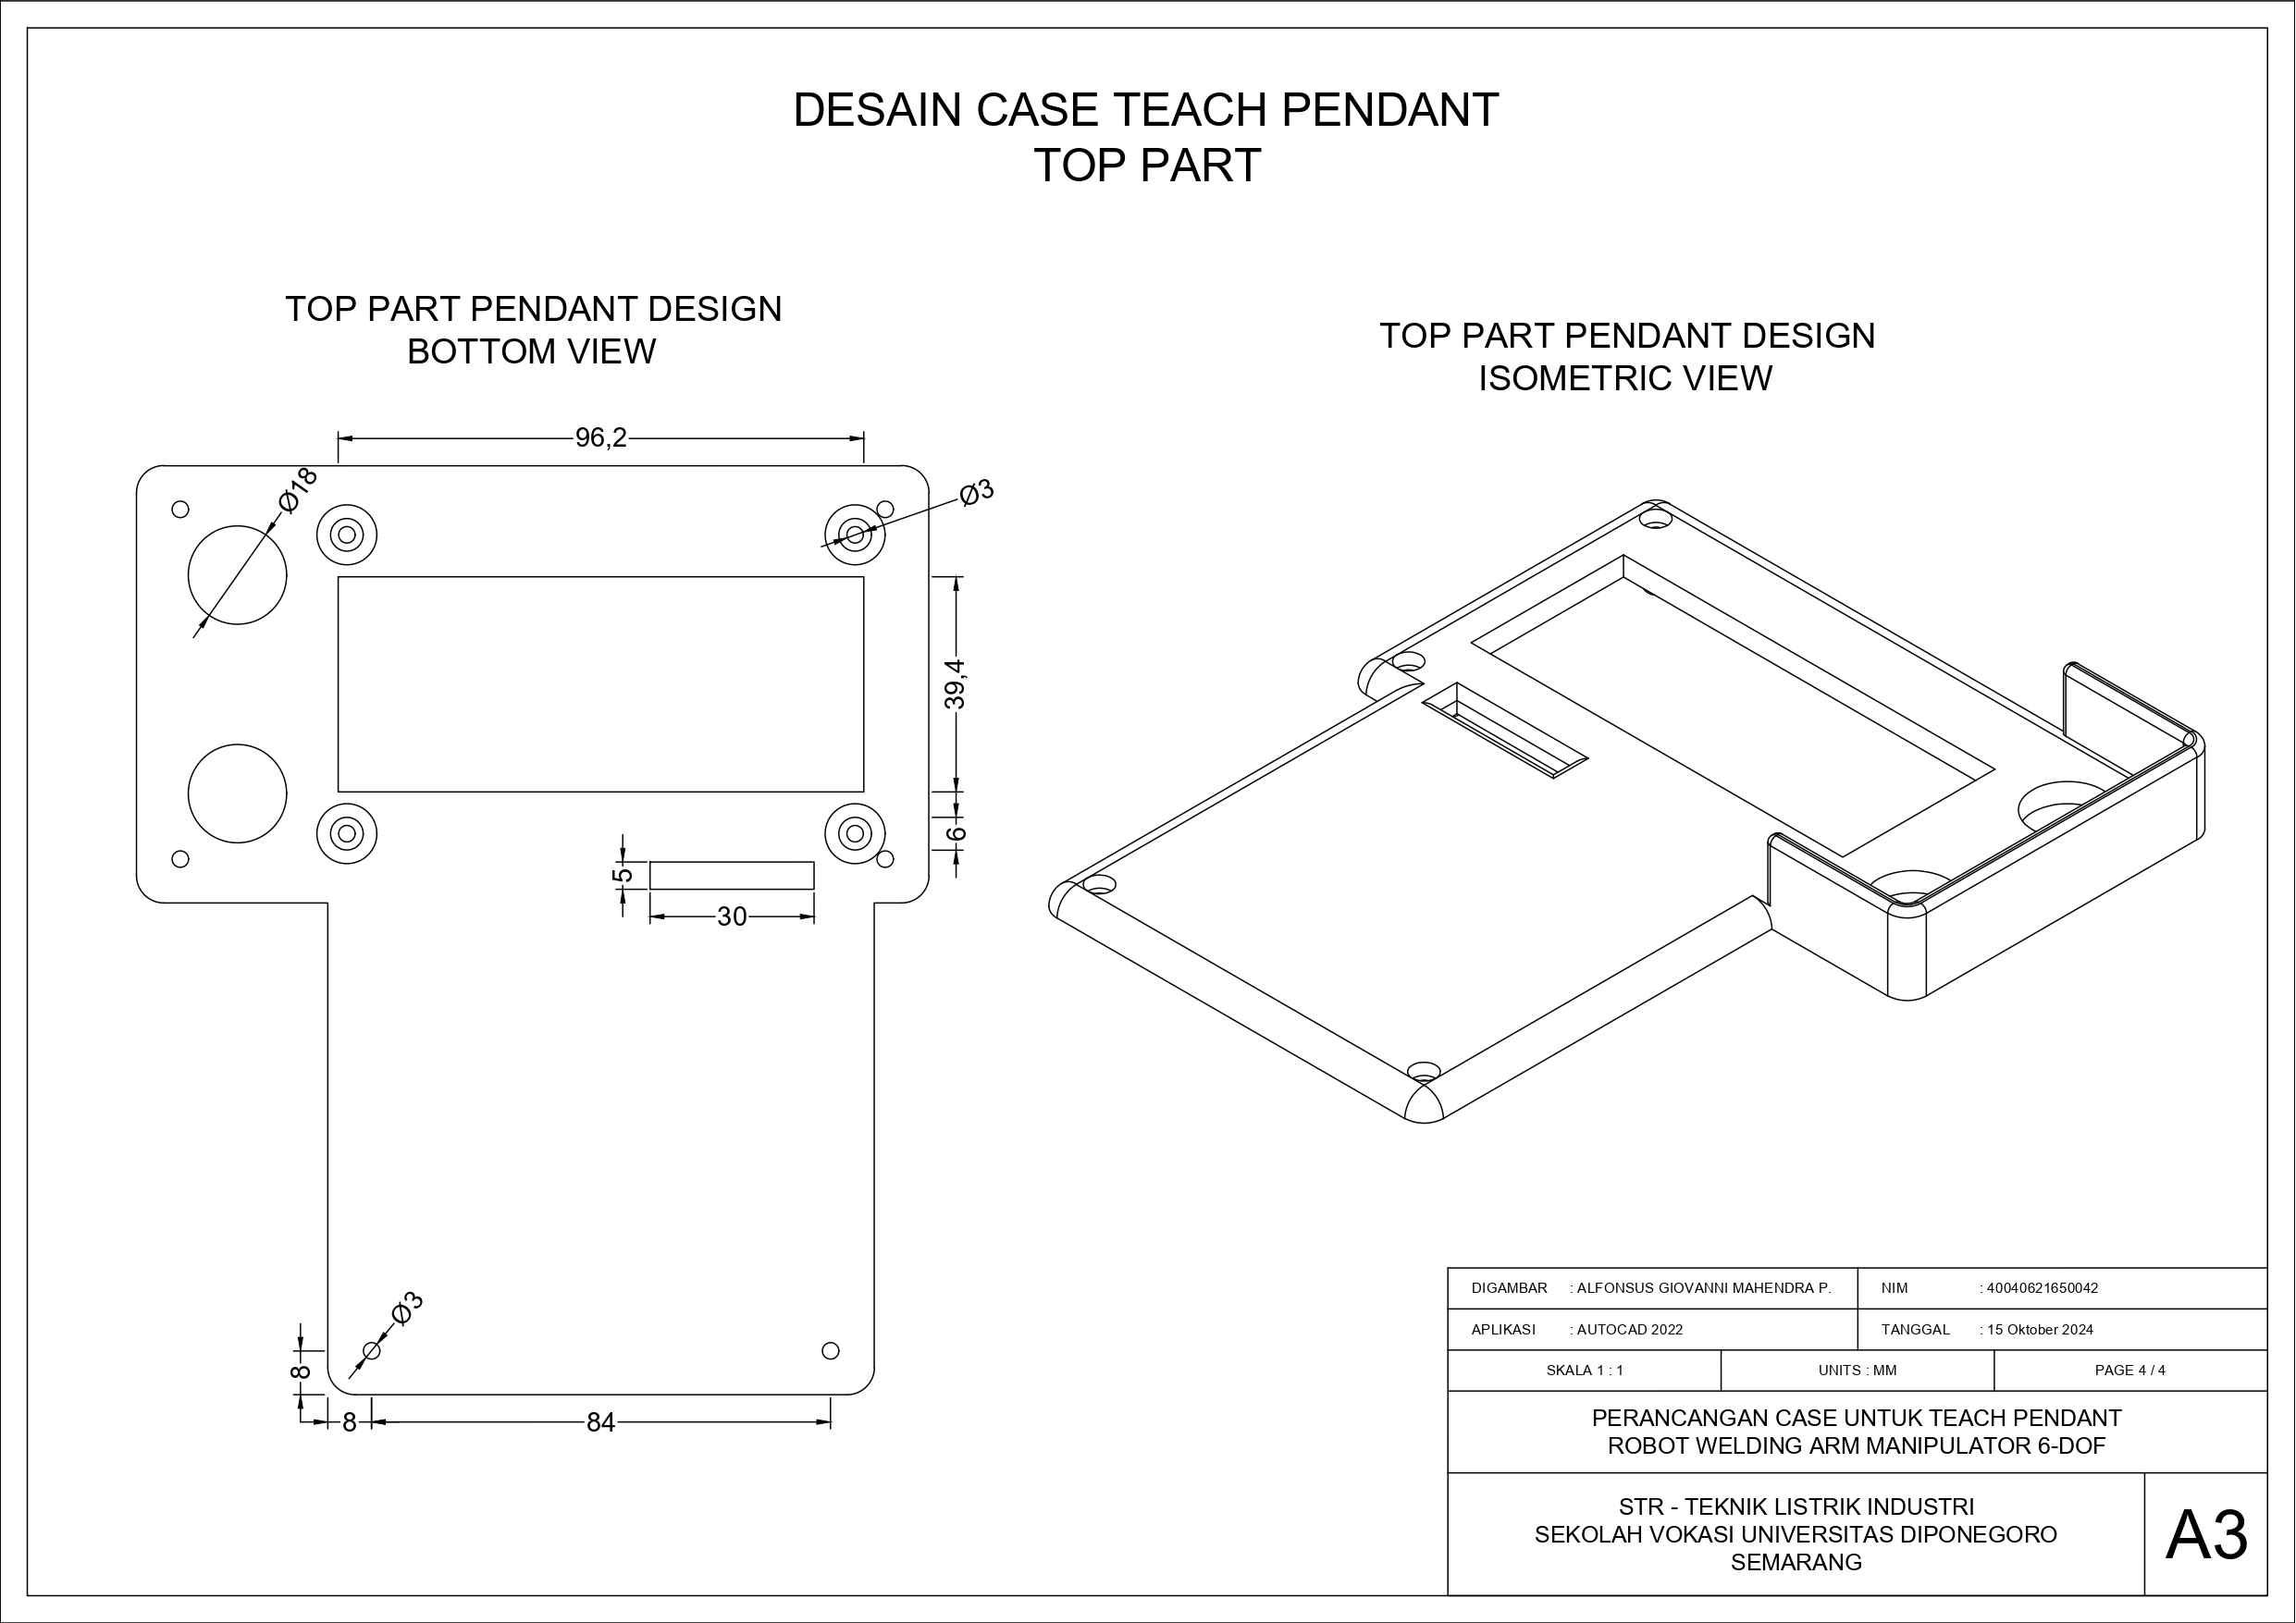 DESAIN CASE TEACH PENDANT
TOP PART
TOP PART PENDANT DESIGN
BOTTOM VIEW
TOP PART PENDANT DESIGN
ISOMETRIC VIEW
96,2
Ø18
Ø3
39,4
6
5
30
Ø3
8
8
84
DIGAMBAR : ALFONSUS GIOVANNI MAHENDRA P. NIM : 40040621650042
APLIKASI : AUTOCAD 2022 TANGGAL : 15 Oktober 2024
SKALA 1 : 1 UNITS : MM PAGE 4 / 4
PERANCANGAN CASE UNTUK TEACH PENDANT
ROBOT WELDING ARM MANIPULATOR 6-DOF
STR - TEKNIK LISTRIK INDUSTRI
SEKOLAH VOKASI UNIVERSITAS DIPONEGORO
SEMARANG
A3